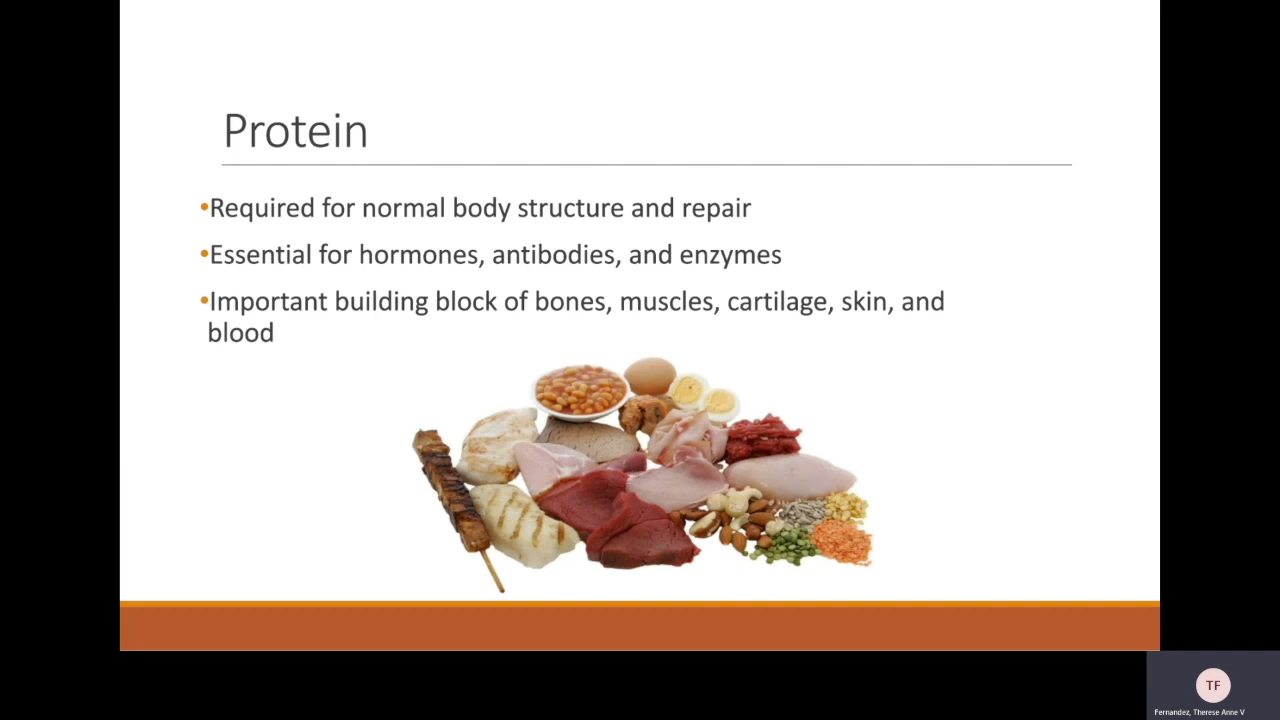 Protein
•Required for normal body structure and repair
•Essential for hormones, antibodies, and enzymes
•Important building block of bones, muscles, cartilage, skin, and
blood
TF
Fernandez, Therese Anne V